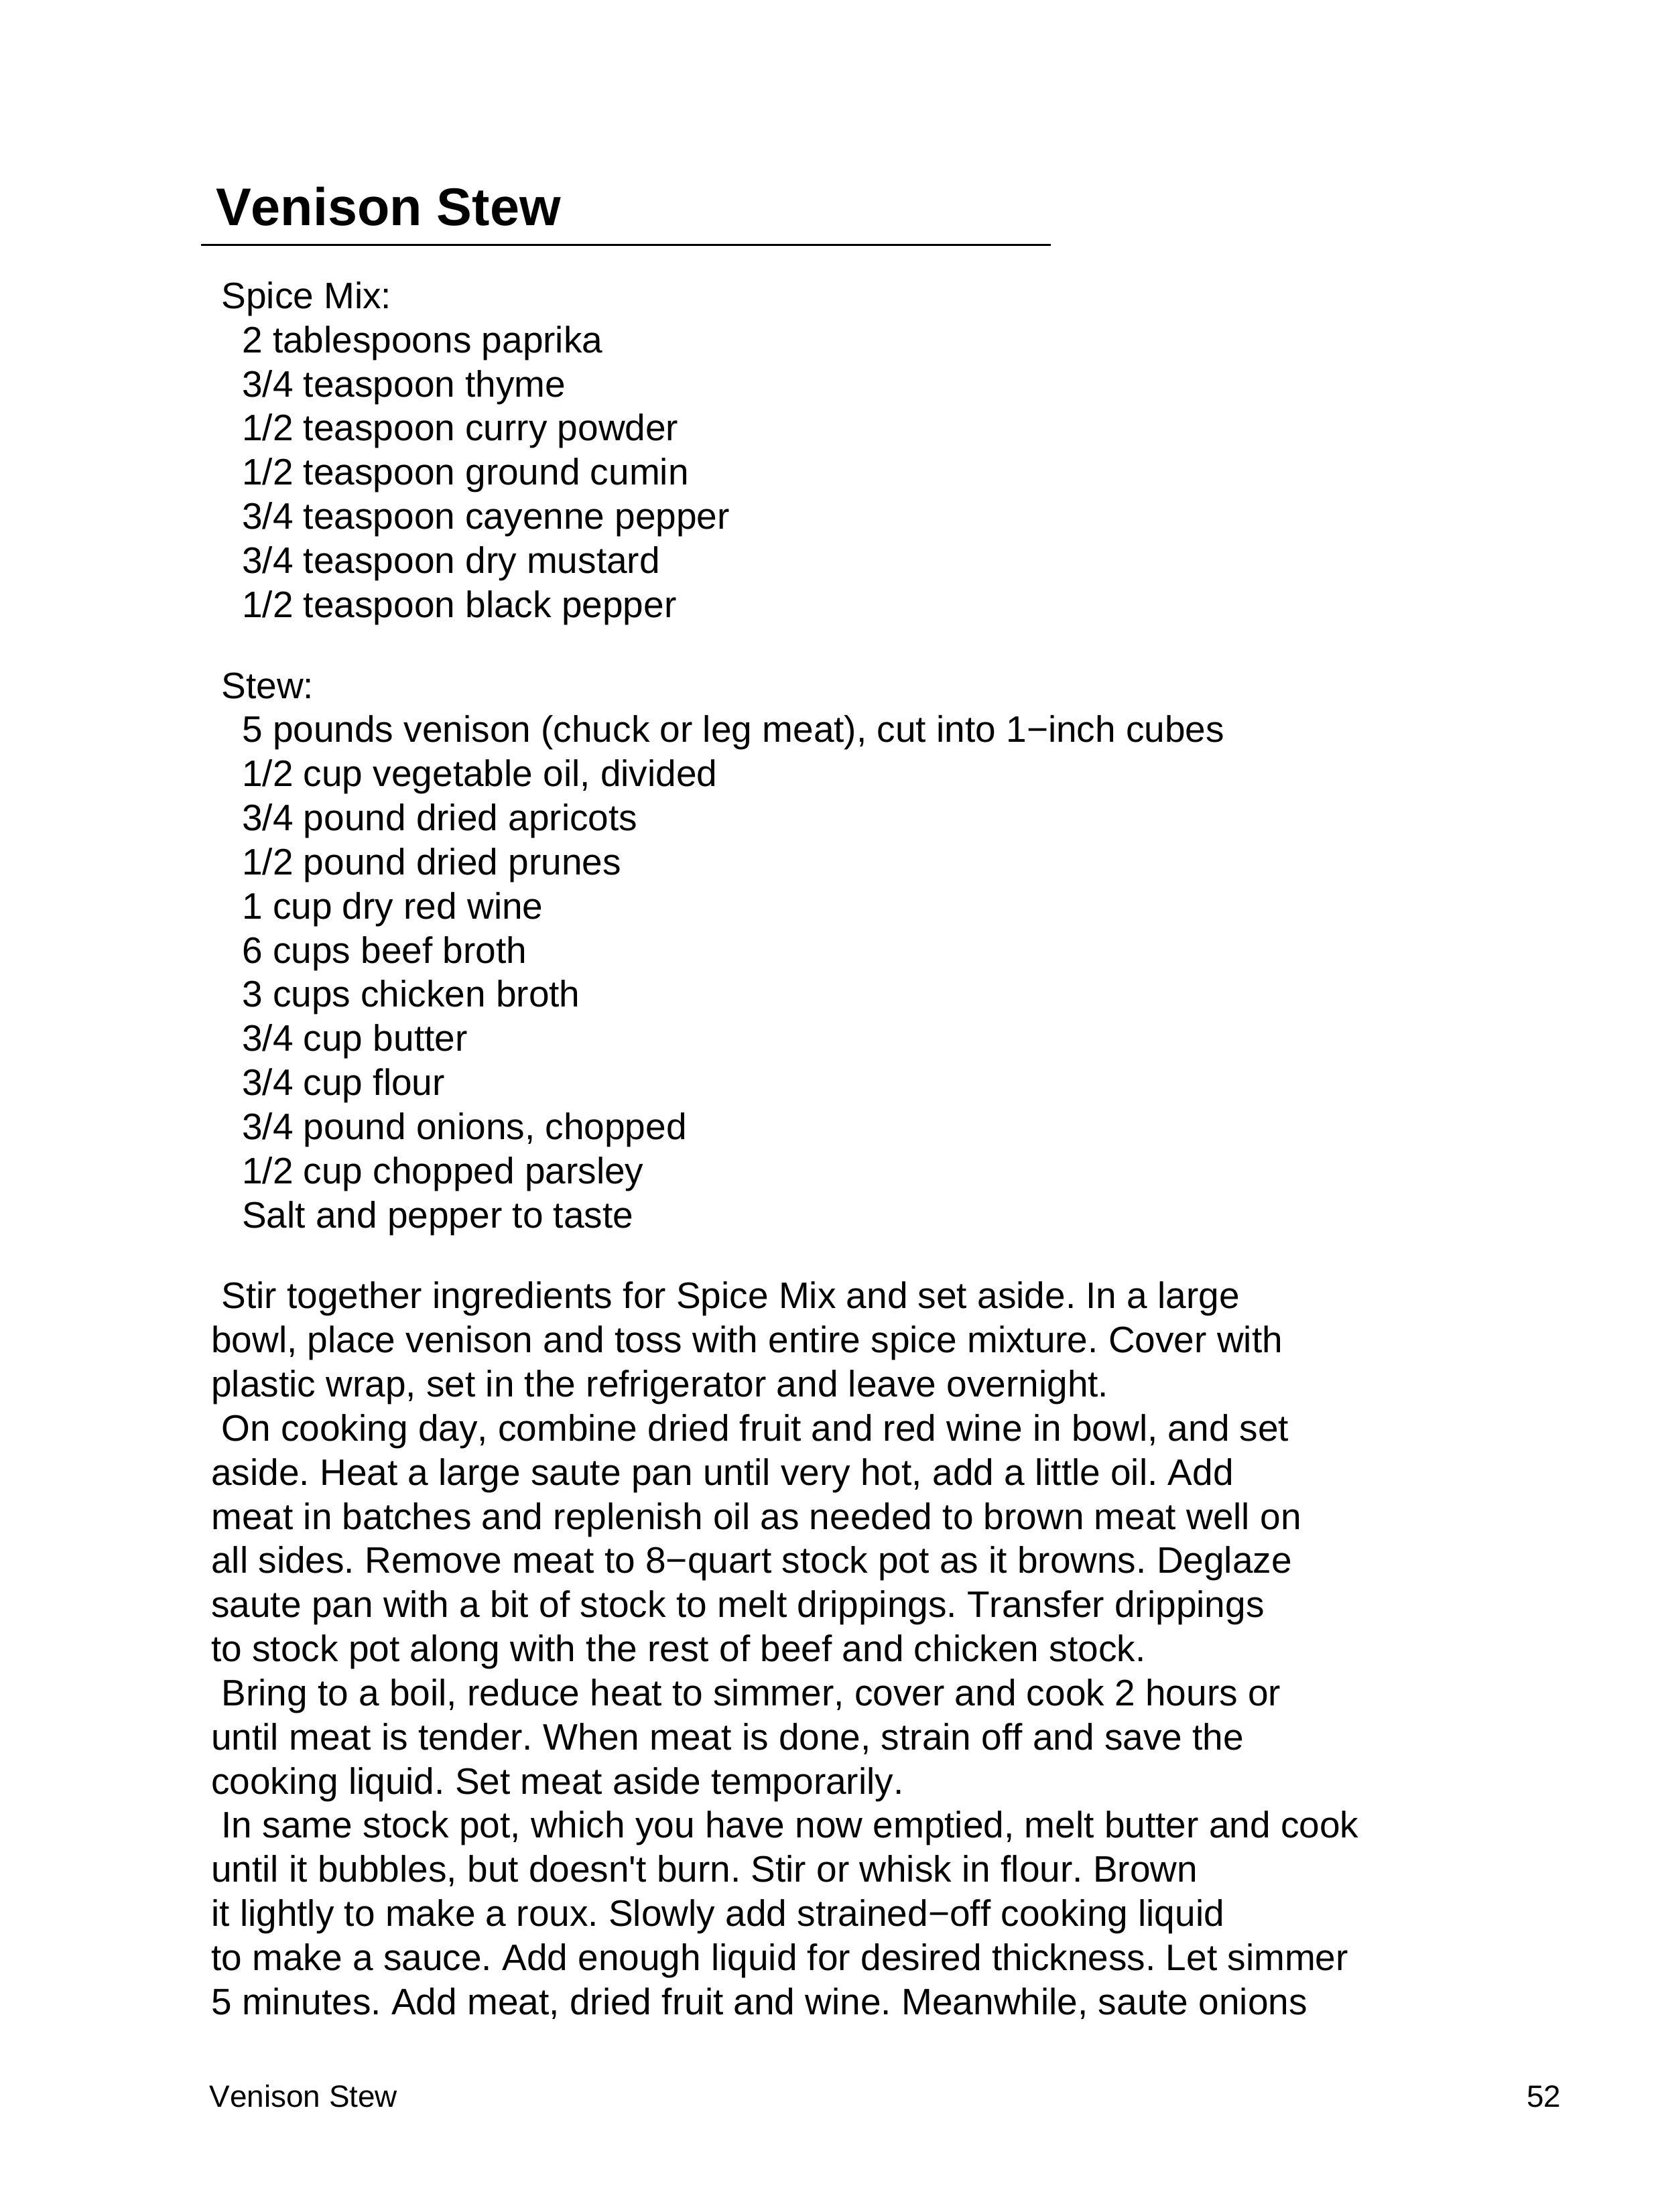 Venison Stew
Spice Mix:
2 tablespoons paprika
3/4 teaspoon thyme
1/2 teaspoon curry powder
1/2 teaspoon ground cumin
3/4 teaspoon cayenne pepper
3/4 teaspoon dry mustard
1/2 teaspoon black pepper
Stew:
5 pounds venison (chuck or leg meat), cut into 1−inch cubes
1/2 cup vegetable oil, divided
3/4 pound dried apricots
1/2 pound dried prunes
1 cup dry red wine
6 cups beef broth
3 cups chicken broth
3/4 cup butter
3/4 cup flour
3/4 pound onions, chopped
1/2 cup chopped parsley
Salt and pepper to taste
Stir together ingredients for Spice Mix and set aside. In a large
bowl, place venison and toss with entire spice mixture. Cover with
plastic wrap, set in the refrigerator and leave overnight.
On cooking day, combine dried fruit and red wine in bowl, and set
aside. Heat a large saute pan until very hot, add a little oil. Add
meat in batches and replenish oil as needed to brown meat well on
all sides. Remove meat to 8−quart stock pot as it browns. Deglaze
saute pan with a bit of stock to melt drippings. Transfer drippings
to stock pot along with the rest of beef and chicken stock.
Bring to a boil, reduce heat to simmer, cover and cook 2 hours or
until meat is tender. When meat is done, strain off and save the
cooking liquid. Set meat aside temporarily.
In same stock pot, which you have now emptied, melt butter and cook
until it bubbles, but doesn't burn. Stir or whisk in flour. Brown
it lightly to make a roux. Slowly add strained−off cooking liquid
to make a sauce. Add enough liquid for desired thickness. Let simmer
5 minutes. Add meat, dried fruit and wine. Meanwhile, saute onions
Venison Stew 52